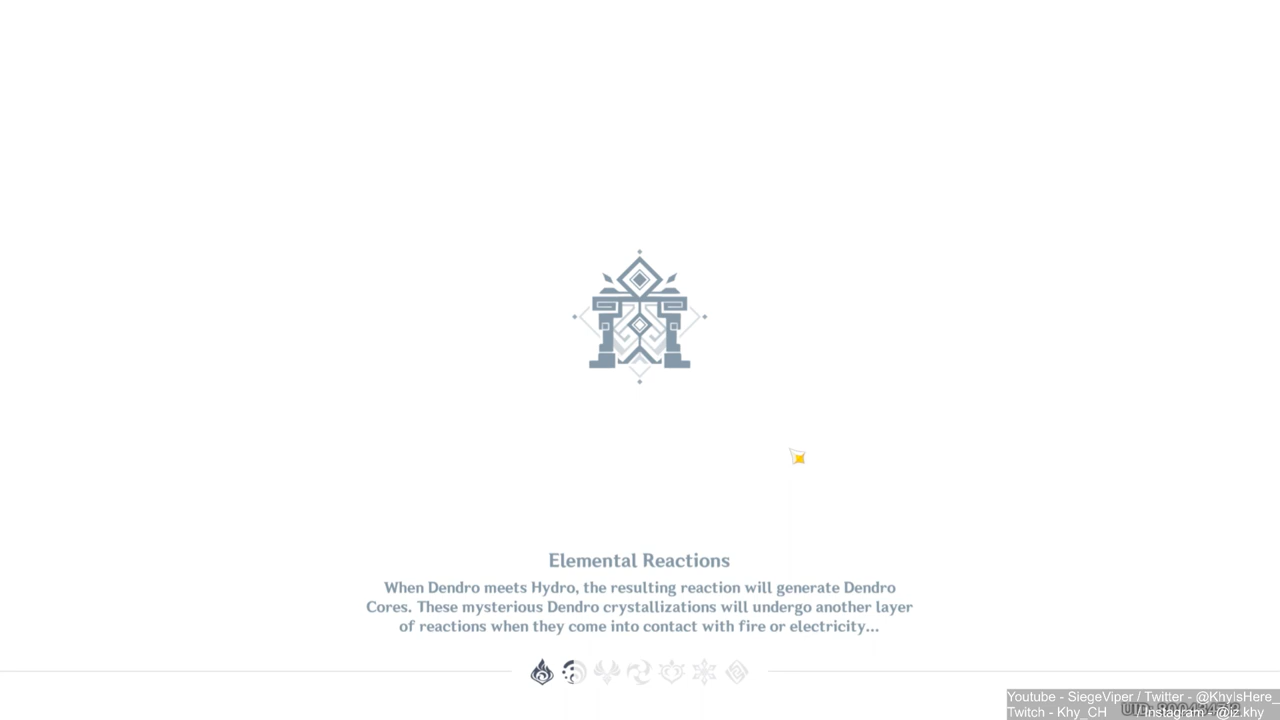 Elemental Reactions
When Dendro meets Hydro, the resulting reaction will generate Dendro
Cores. These mysterious Dendro crystallizations will undergo another layer
of reactions when they come into contact with fire or electricity...
Youtube - SiegeViper / Twitter - @KhyIsHere_
Twitch - Khy_CH / Instagram - @iz.khy
UID: